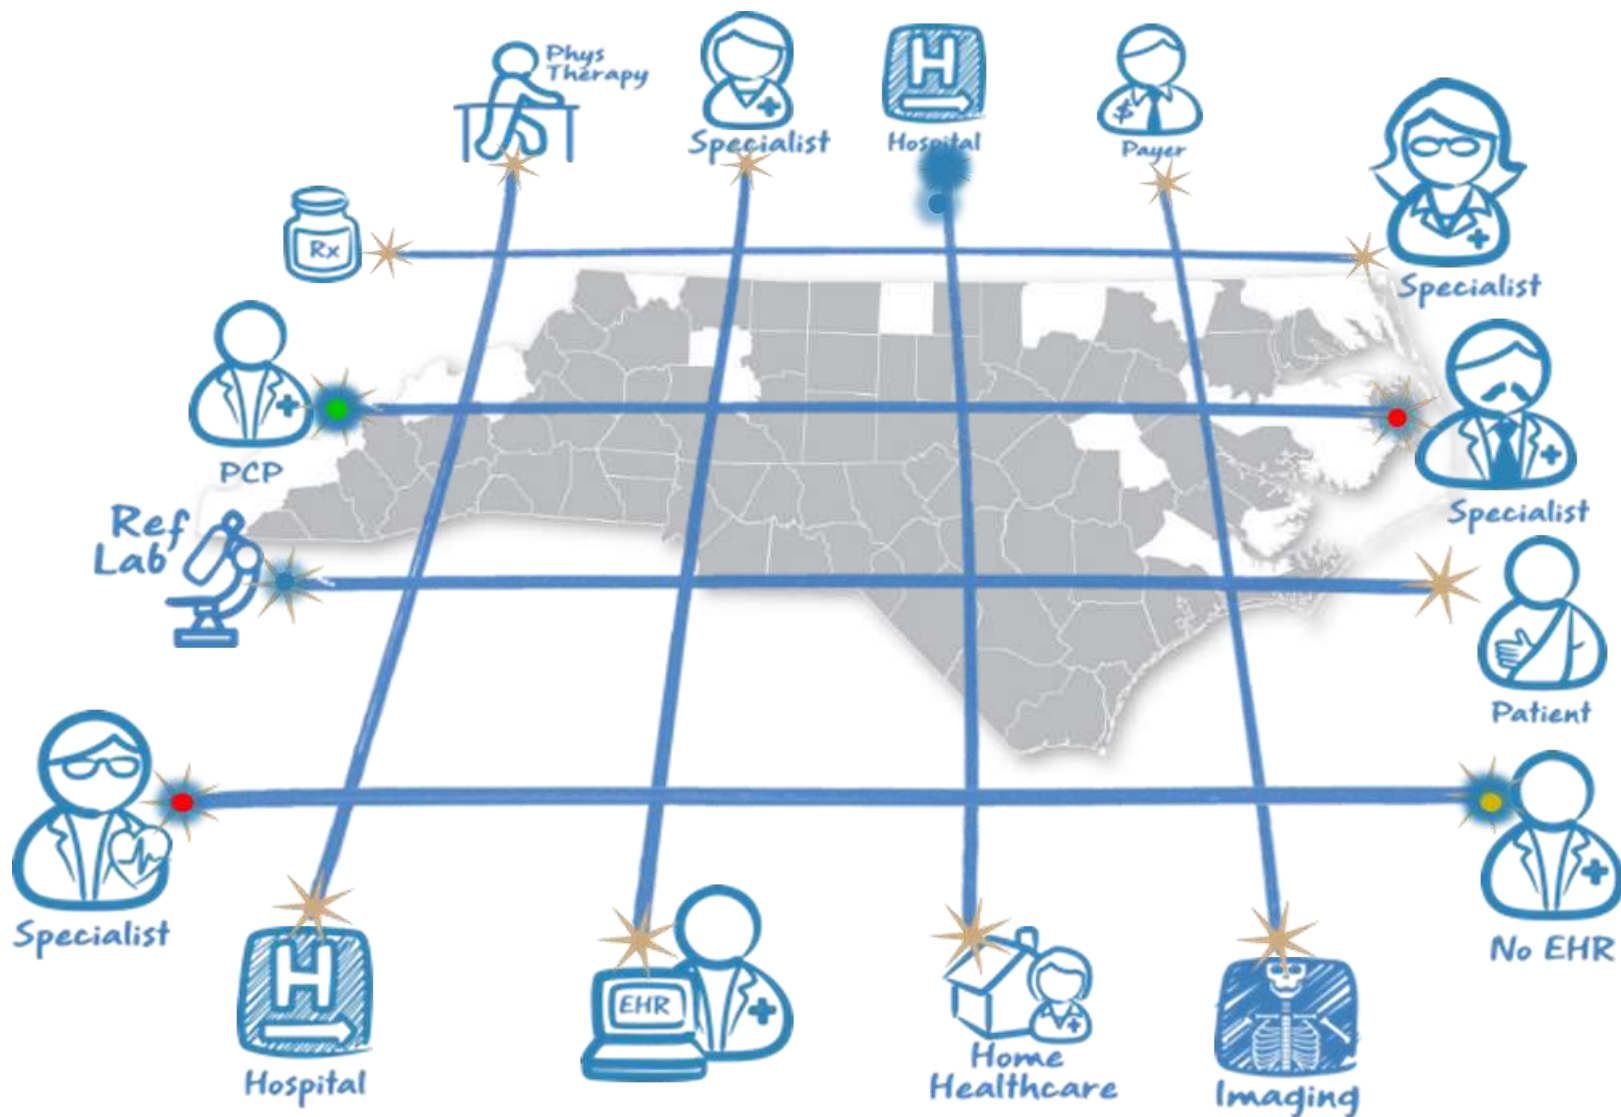 Phys
Therapy
Specialist
H
Hospital
$
Payer
Rx
Specialist
PCP
Specialist
Ref
Lab
Patient
Specialist
H
Hospital
EHR
Home
Healthcare
Imaging
No EHR